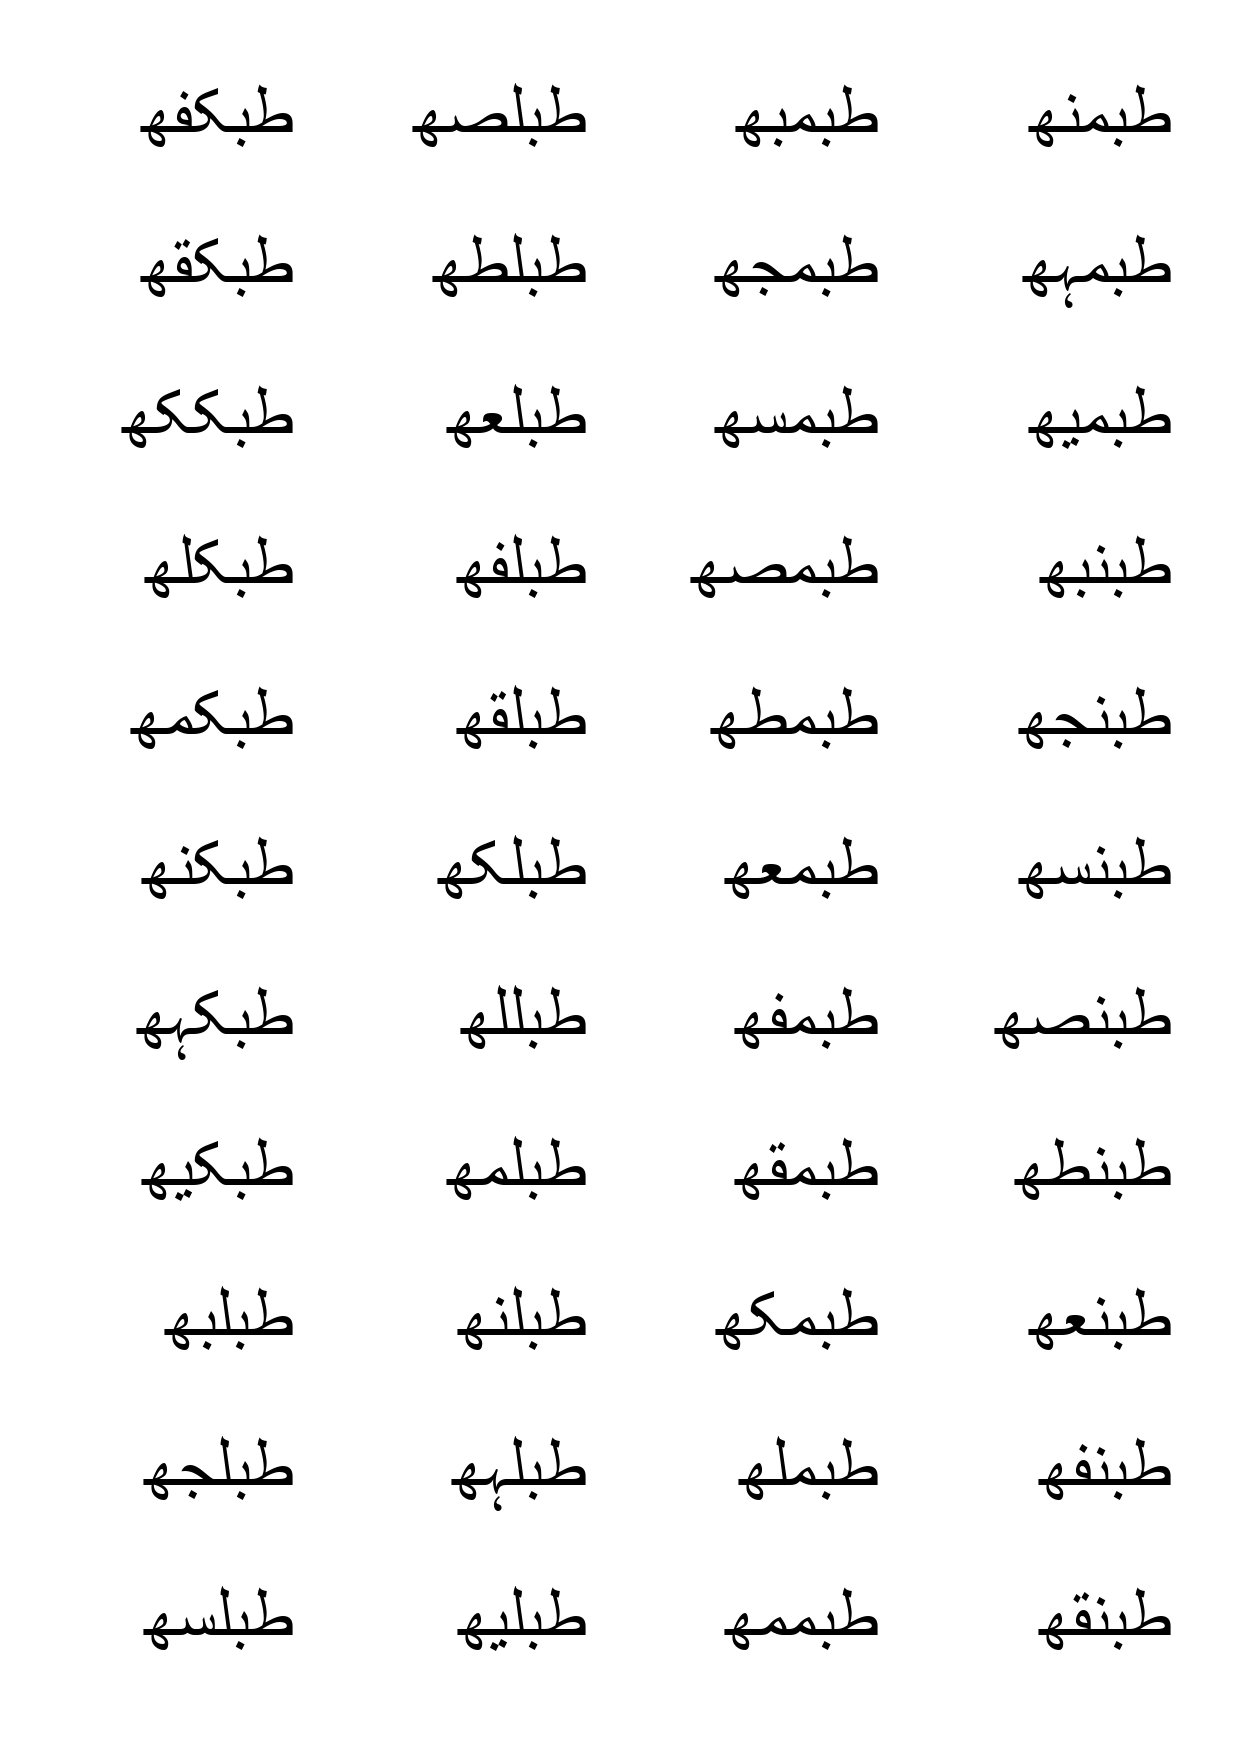 طبمنھ طبمبھ طبلصھ طبکفھ
طبمہھ طبمجھ طبلطھ طبکقھ
طبمیھ طبمسھ طبلعھ طبککھ
طبنبھ طبمصھ طبلفھ طبکلھ
طبنجھ طبمطھ طبلقھ طبکمھ
طبنسھ طبمعھ طبلکھ طبکنھ
طبنصھ طبمفھ طبللھ طبکہھ
طبنطھ طبمقھ طبلمھ طبکیھ
طبنعھ طبمکھ طبلنھ طبلبھ
طبنفھ طبملھ طبلہھ طبلجھ
طبنقھ طبممھ طبلیھ طبلسھ